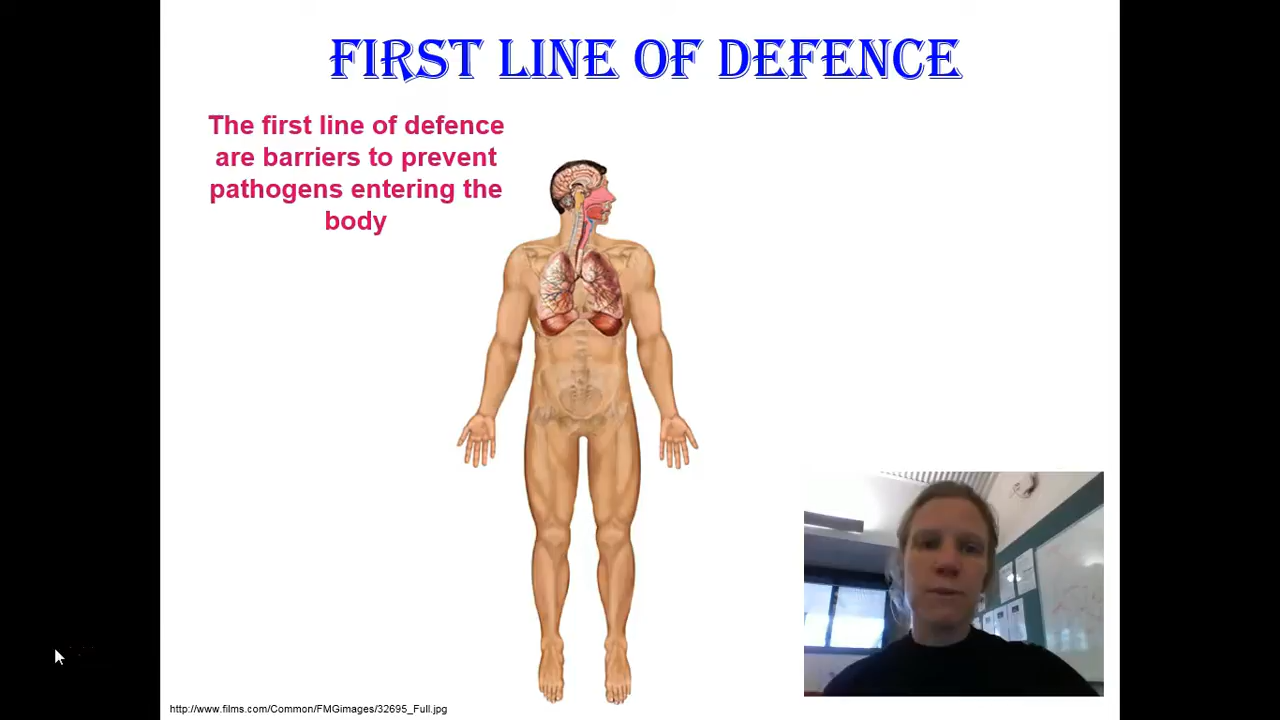 FIRST LINE OF DEFENCE
The first line of defence
are barriers to prevent
pathogens entering the
body
http://www.films.com/Common/FMGimages/32695_Full.jpg